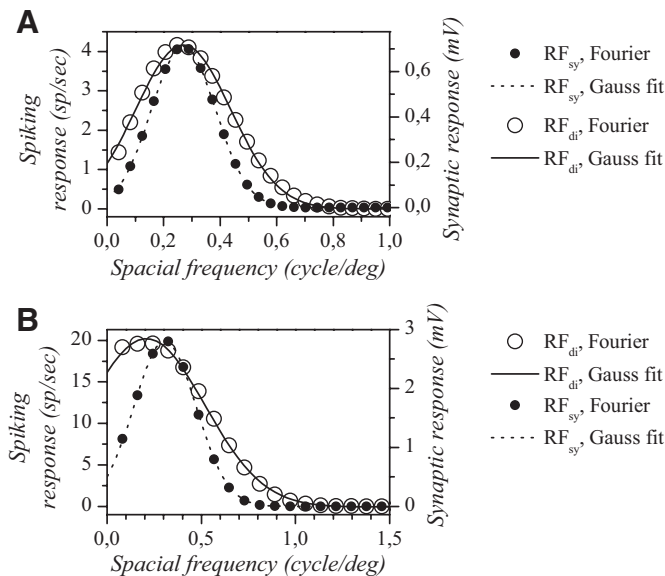 A
Spiking
response (sp/sec)
4
3
2
1
0
0,0
0,2
0,4
0,6
0,8
1,0
Spacial frequency (cycle/deg)
0,6
0,4
0,2
0,0
Synaptic response (mV)
RFsy, Fourier
RFsy, Gauss fit
RFdi, Fourier
RFdi, Gauss fit
B
Spiking
response (sp/sec)
20
15
10
5
0
0,0
0,5
1,0
1,5
Spacial frequency (cycle/deg)
3
2
1
0
Synaptic response (mV)
RFdi, Fourier
RFdi, Gauss fit
RFsy, Fourier
RFsy, Gauss fit